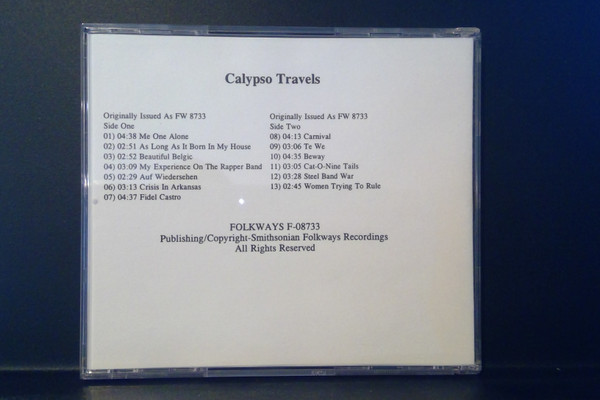 Calypso Travels
Originally Issued As FW 8733
Side One
01) 04:38 Me One Alone
02) 02:51 As Long As It Born In My House
03) 02:52 Beautiful Belgic
04) 03:09 My Experience On The Rapper Band
05) 02:29 Auf Wiedersehen
06) 03:13 Crisis In Arkansas
07) 04:37 Fidel Castro
Originally Issued As FW 8733
Side Two
08) 04:13 Carnival
09) 03:06 Te We
10) 04:35 Beway
11) 03:05 Cat-O-Nine Tails
12) 03:28 Steel Band War
13) 02:45 Women Trying To Rule
FOLKWAYS F-08733
Publishing/Copyright-Smithsonian Folkways Recordings
All Rights Reserved